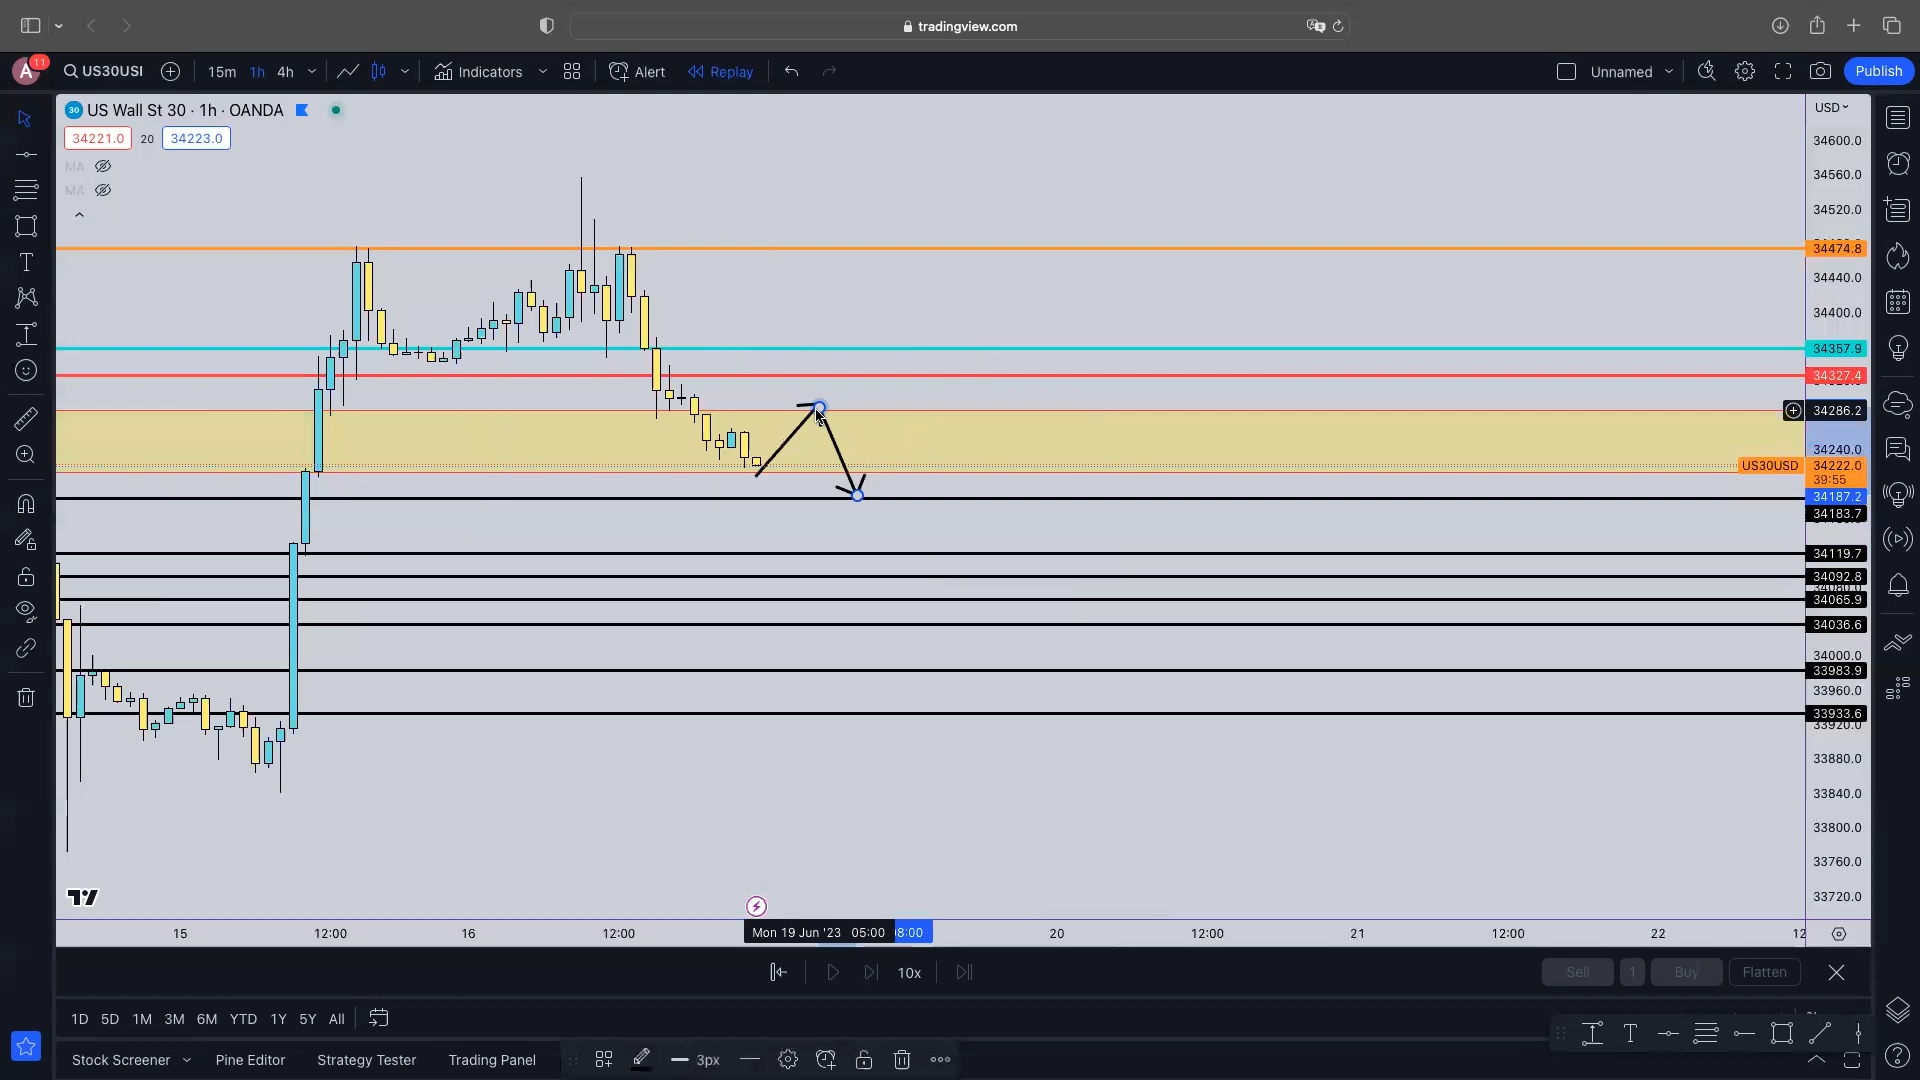 tradingview.com
A 11 US30USI 15m 1h 4h Indicators Alert Replay Unnamed Publish
30 US Wall St 30 · 1h · OANDA USD
34221.0 20 34223.0
MA
MA
34600.0
34560.0
34520.0
34474.8
34440.0
34400.0
34357.9
34327.4
34286.2
34240.0
US30USD 34222.0
39:55
34187.2
34183.7
34119.7
34092.8
34065.9
34036.6
34000.0
33983.9
33960.0
33933.6
33920.0
33880.0
33840.0
33800.0
33760.0
33720.0
15 12:00 16 12:00 Mon 19 Jun '23 05:00 08:00 20 12:00 21 12:00 22 12
10x Sell 1 Buy Flatten
1D 5D 1M 3M 6M YTD 1Y 5Y All
Stock Screener Pine Editor Strategy Tester Trading Panel 3px